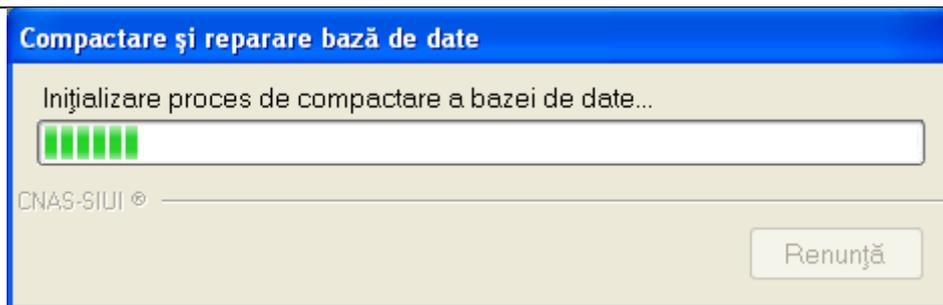 Compactare şi reparare bază de date
Iniţializare proces de compactare a bazei de date...
CNAS-SIUI ®
Renunţă